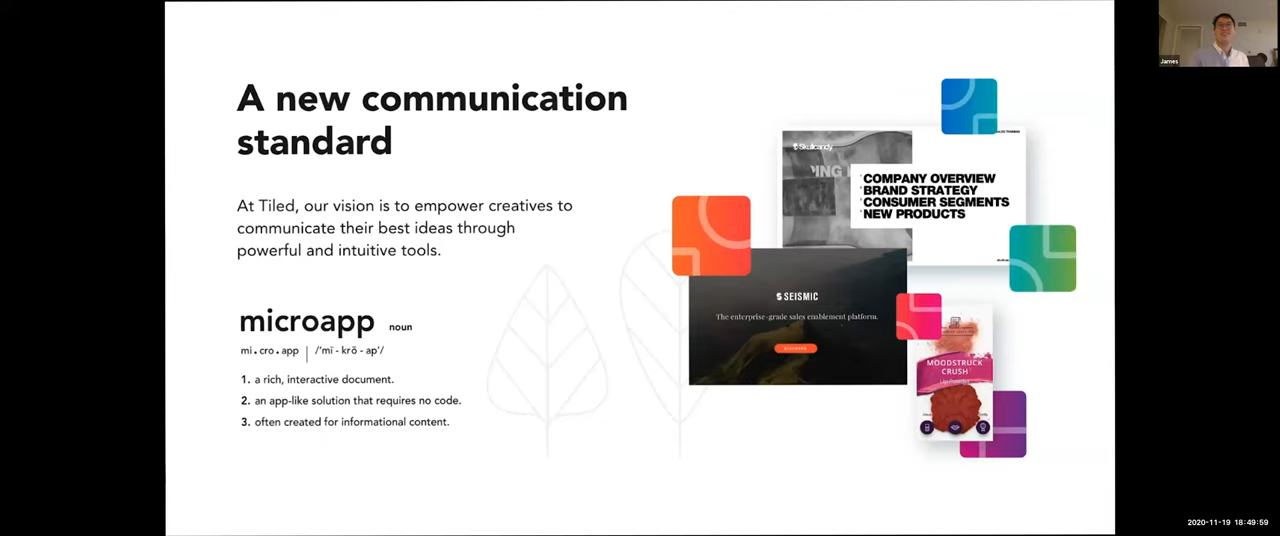 A new communication
standard
At Tiled, our vision is to empower creatives to
communicate their best ideas through
powerful and intuitive tools.
microapp noun
mi.cro.app | /'mī - krō - ap'/
1. a rich, interactive document.
2. an app-like solution that requires no code.
3. often created for informational content.
Skullcandy
COMPANY OVERVIEW
BRAND STRATEGY
CONSUMER SEGMENTS
NEW PRODUCTS
SEISMIC
The enterprise-grade sales enablement platform.
MOODSTRUCK
CRUSH
James
2020-11-19 18:49:59